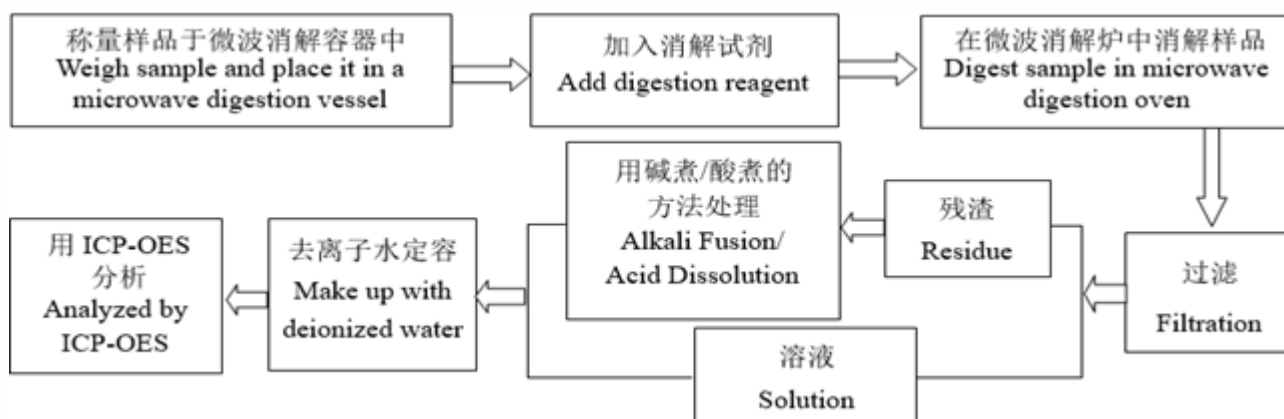 称量样品于微波消解容器中
Weigh sample and place it in a
microwave digestion vessel
加入消解试剂
Add digestion reagent
在微波消解炉中消解样品
Digest sample in microwave
digestion oven
过滤
Filtration
残渣
Residue
用碱煮/酸煮的
方法处理
Alkali Fusion/
Acid Dissolution
溶液
Solution
去离子水定容
Make up with
deionized water
用 ICP-OES
分析
Analyzed by
ICP-OES